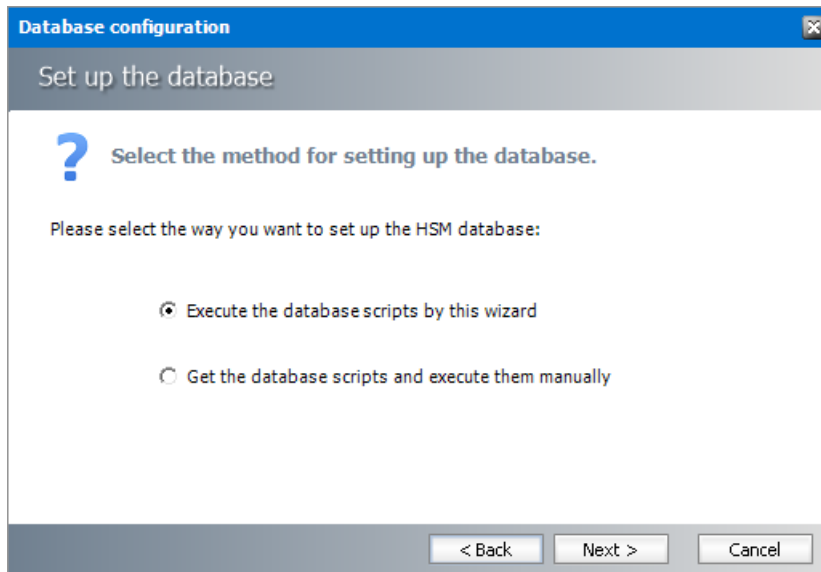 Database configuration
Set up the database
? Select the method for setting up the database.
Please select the way you want to set up the HSM database:
Execute the database scripts by this wizard
Get the database scripts and execute them manually
< Back Next > Cancel